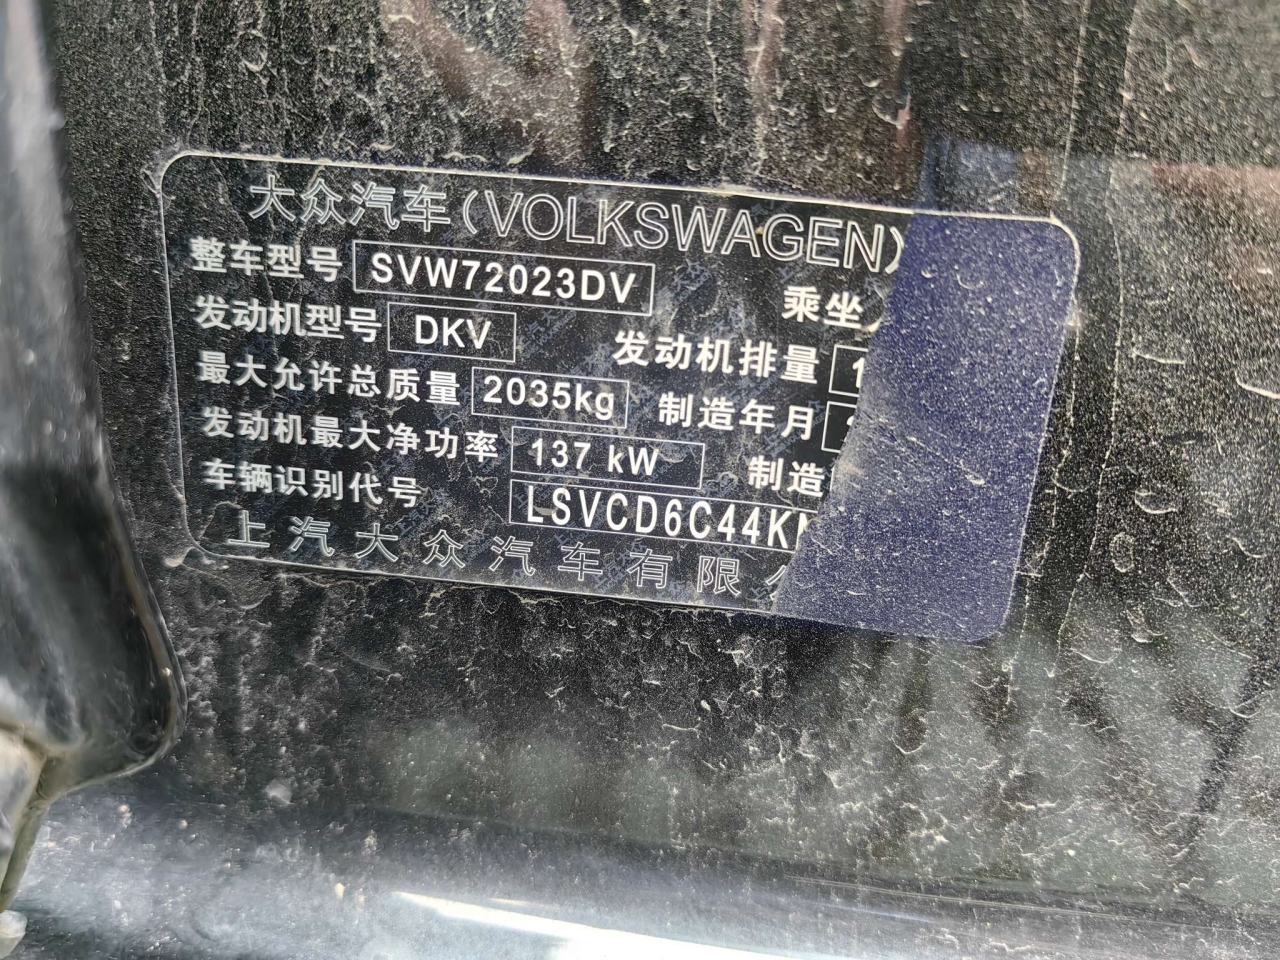 大众汽车(VOLKSWAGEN)
整车型号 SVW72023DV 乘坐
发动机型号 DKV 发动机排量 1
最大允许总质量 2035kg 制造年月
发动机最大净功率 137 kW 制造
车辆识别代号 LSVCD6C44K
上汽大众汽车有限